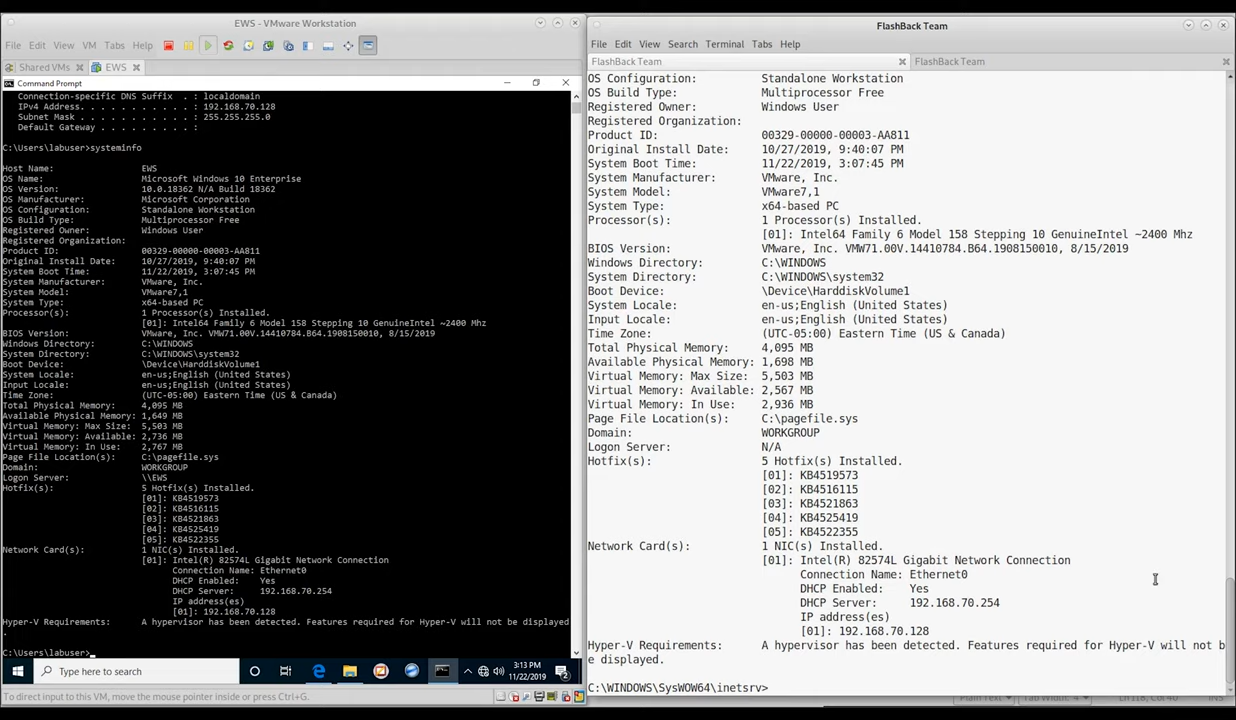 EWS - VMware Workstation
File Edit View VM Tabs Help
Shared VMs
EWS
Command Prompt
Connection-specific DNS Suffix . : localdomain
IPv4 Address. . . . . . . . . . . : 192.168.70.128
Subnet Mask . . . . . . . . . . . : 255.255.255.0
Default Gateway . . . . . . . . . :
C:\Users\labuser>systeminfo
Host Name: EWS
OS Name: Microsoft Windows 10 Enterprise
OS Version: 10.0.18362 N/A Build 18362
OS Manufacturer: Microsoft Corporation
OS Configuration: Standalone Workstation
OS Build Type: Multiprocessor Free
Registered Owner: Windows User
Registered Organization:
Product ID: 00329-00000-00003-AA811
Original Install Date: 10/27/2019, 9:40:07 PM
System Boot Time: 11/22/2019, 3:07:45 PM
System Manufacturer: VMware, Inc.
System Model: VMware7,1
System Type: x64-based PC
Processor(s): 1 Processor(s) Installed.
[01]: Intel64 Family 6 Model 158 Stepping 10 GenuineIntel ~2400 Mhz
BIOS Version: VMware, Inc. VMW71.00V.14410784.B64.1908150010, 8/15/2019
Windows Directory: C:\WINDOWS
System Directory: C:\WINDOWS\system32
Boot Device: \Device\HarddiskVolume1
System Locale: en-us;English (United States)
Input Locale: en-us;English (United States)
Time Zone: (UTC-05:00) Eastern Time (US & Canada)
Total Physical Memory: 4,095 MB
Available Physical Memory: 1,649 MB
Virtual Memory: Max Size: 5,503 MB
Virtual Memory: Available: 2,736 MB
Virtual Memory: In Use: 2,767 MB
Page File Location(s): C:\pagefile.sys
Domain: WORKGROUP
Logon Server: \\EWS
Hotfix(s): 5 Hotfix(s) Installed.
[01]: KB4519573
[02]: KB4516115
[03]: KB4521863
[04]: KB4525419
[05]: KB4522355
Network Card(s): 1 NIC(s) Installed.
[01]: Intel(R) 82574L Gigabit Network Connection
Connection Name: Ethernet0
DHCP Enabled: Yes
DHCP Server: 192.168.70.254
IP address(es)
[01]: 192.168.70.128
Hyper-V Requirements: A hypervisor has been detected. Features required for Hyper-V will not be displayed
.
C:\Users\labuser>_
Type here to search
3:13 PM
11/22/2019
2
To direct input to this VM, move the mouse pointer inside or press Ctrl+G.
FlashBack Team
File Edit View Search Terminal Tabs Help
FlashBack Team
FlashBack Team
OS Configuration: Standalone Workstation
OS Build Type: Multiprocessor Free
Registered Owner: Windows User
Registered Organization:
Product ID: 00329-00000-00003-AA811
Original Install Date: 10/27/2019, 9:40:07 PM
System Boot Time: 11/22/2019, 3:07:45 PM
System Manufacturer: VMware, Inc.
System Model: VMware7,1
System Type: x64-based PC
Processor(s): 1 Processor(s) Installed.
[01]: Intel64 Family 6 Model 158 Stepping 10 GenuineIntel ~2400 Mhz
BIOS Version: VMware, Inc. VMW71.00V.14410784.B64.1908150010, 8/15/2019
Windows Directory: C:\WINDOWS
System Directory: C:\WINDOWS\system32
Boot Device: \Device\HarddiskVolume1
System Locale: en-us;English (United States)
Input Locale: en-us;English (United States)
Time Zone: (UTC-05:00) Eastern Time (US & Canada)
Total Physical Memory: 4,095 MB
Available Physical Memory: 1,698 MB
Virtual Memory: Max Size: 5,503 MB
Virtual Memory: Available: 2,567 MB
Virtual Memory: In Use: 2,936 MB
Page File Location(s): C:\pagefile.sys
Domain: WORKGROUP
Logon Server: N/A
Hotfix(s): 5 Hotfix(s) Installed.
[01]: KB4519573
[02]: KB4516115
[03]: KB4521863
[04]: KB4525419
[05]: KB4522355
Network Card(s): 1 NIC(s) Installed.
[01]: Intel(R) 82574L Gigabit Network Connection
Connection Name: Ethernet0
DHCP Enabled: Yes
DHCP Server: 192.168.70.254
IP address(es)
[01]: 192.168.70.128
Hyper-V Requirements: A hypervisor has been detected. Features required for Hyper-V will not b
e displayed.
C:\WINDOWS\SysWOW64\inetsrv>
Plain Text Tab Width: 4 INS